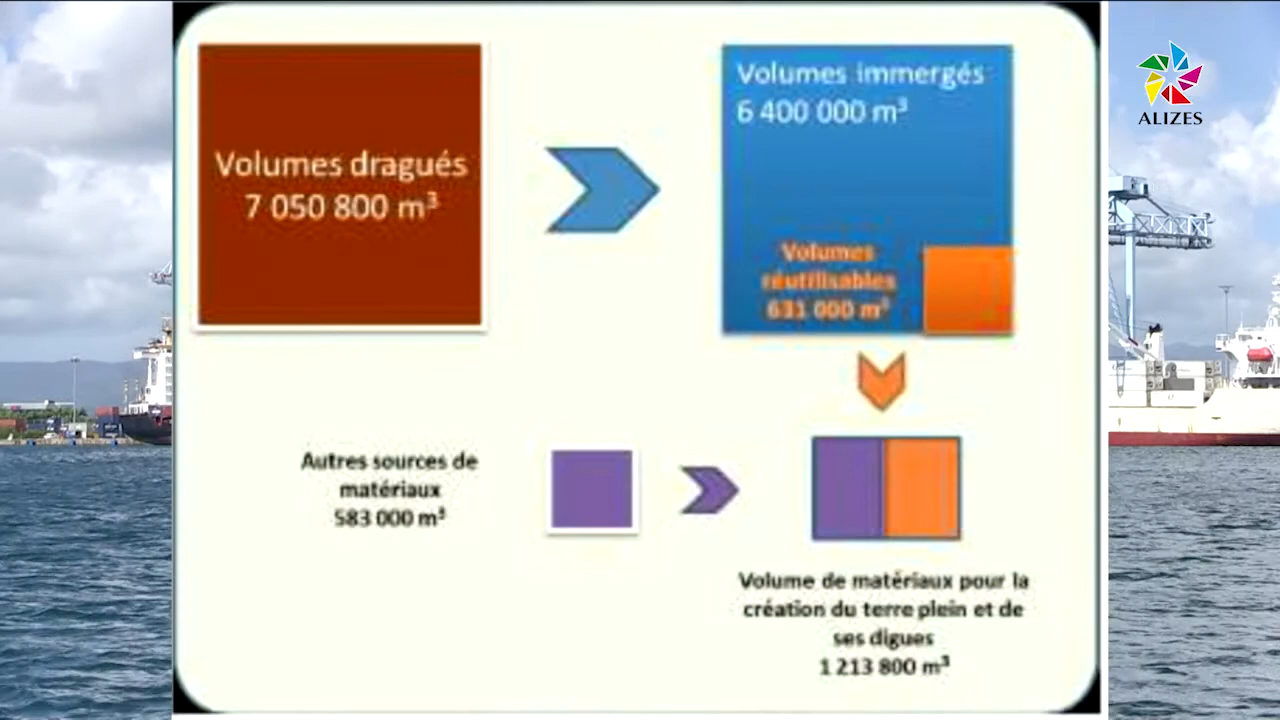 Volumes dragués
7 050 800 m³
Volumes immergés
6 400 000 m³
Volumes
réutilisables
631 000 m³
Autres sources de
matériaux
583 000 m³
Volume de matériaux pour la
création du terre plein et de
ses digues
1 213 800 m³
ALIZES